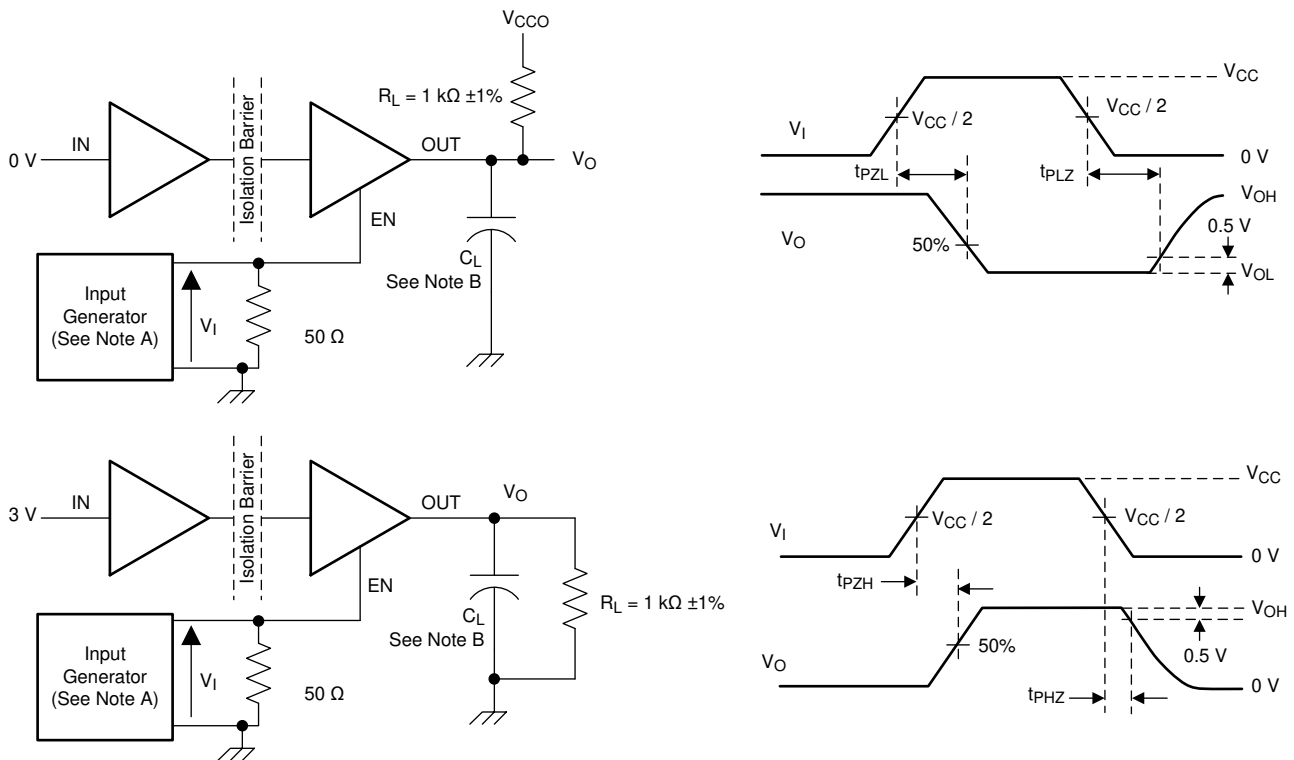 VCCO
RL = 1 kΩ ±1%
0 V
IN
Isolation Barrier
OUT
VO
EN
CL
See Note B
Input
Generator
(See Note A)
VI
50 Ω
VCC
VI
VCC / 2
VCC / 2
0 V
tPZL
tPLZ
VOH
0.5 V
VO
50%
VOL
3 V
IN
Isolation Barrier
OUT
VO
EN
CL
See Note B
RL = 1 kΩ ±1%
Input
Generator
(See Note A)
VI
50 Ω
VCC
VI
VCC / 2
VCC / 2
0 V
tPZH
VOH
0.5 V
VO
50%
0 V
tPHZ